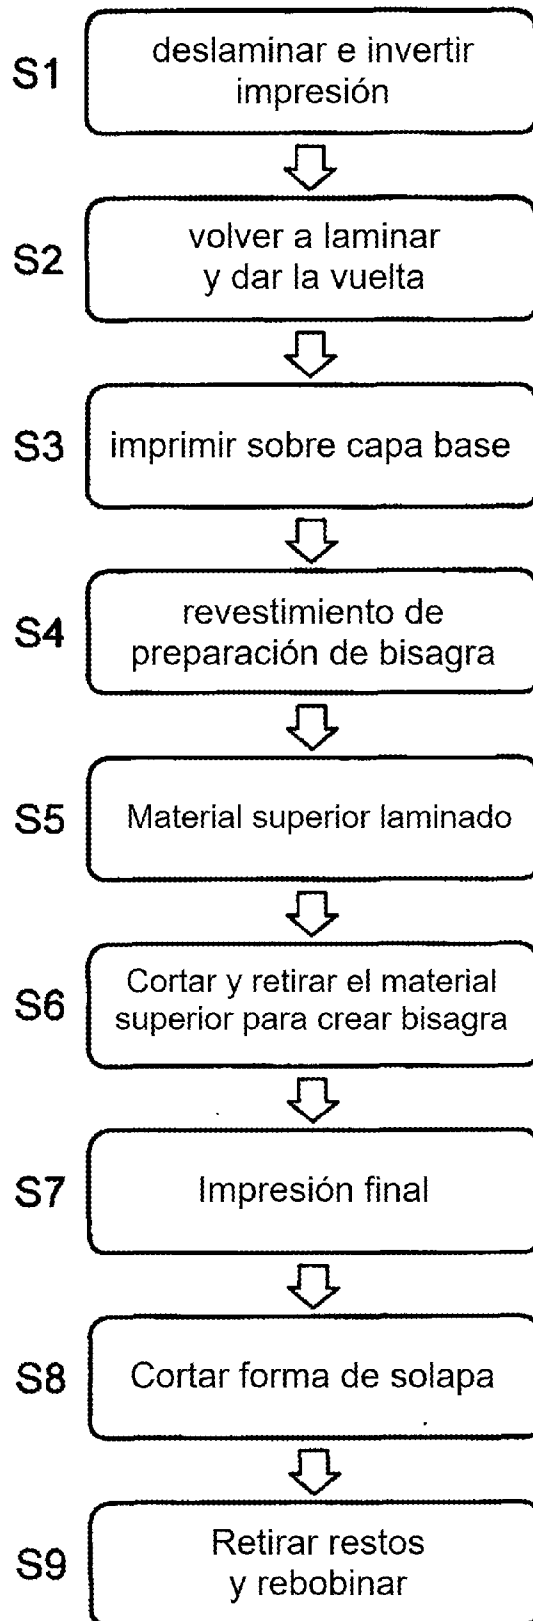 S1
deslaminar e invertir
impresión
S2
volver a laminar
y dar la vuelta
S3
imprimir sobre capa base
S4
revestimiento de
preparación de bisagra
S5
Material superior laminado
S6
Cortar y retirar el material
superior para crear bisagra
S7
Impresión final
S8
Cortar forma de solapa
S9
Retirar restos
y rebobinar